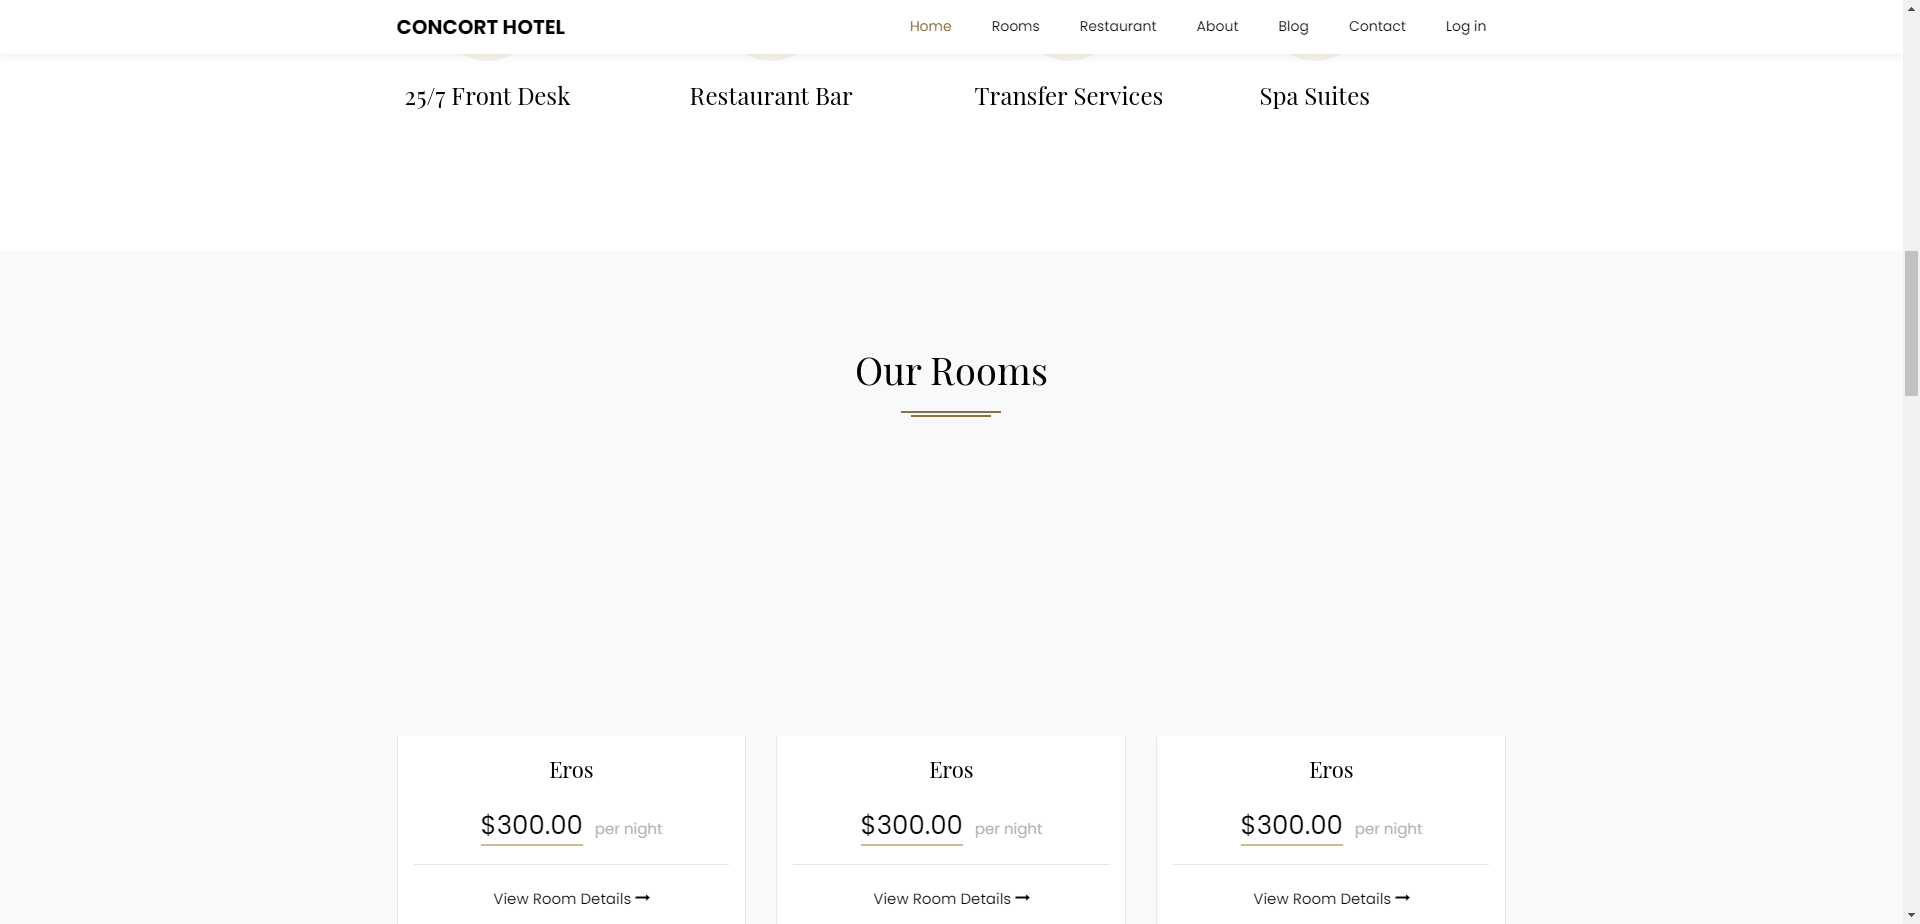 CONCORT HOTEL Home Rooms Restaurant About Blog Contact Log in
25/7 Front Desk Restaurant Bar Transfer Services Spa Suites
Our Rooms
Eros Eros Eros
$300.00 per night $300.00 per night $300.00 per night
View Room Details View Room Details View Room Details